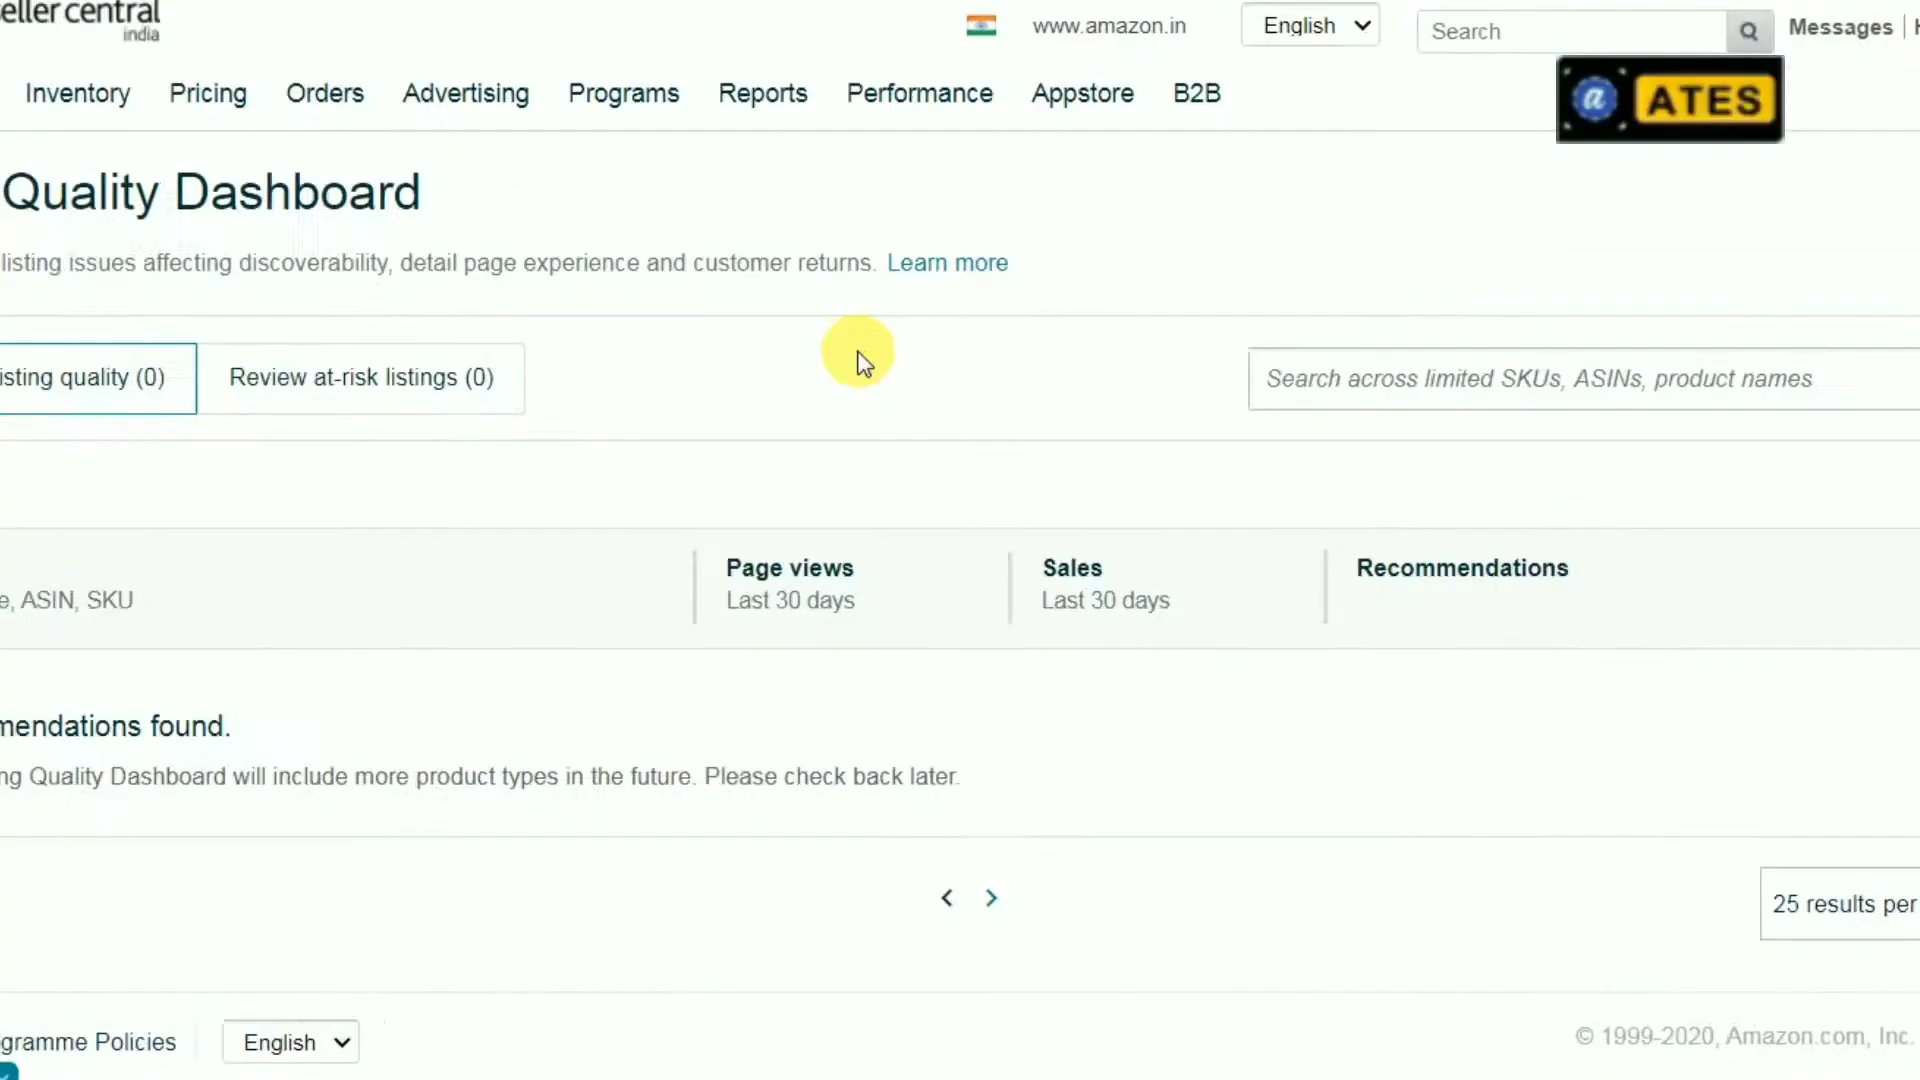 eller central
india
www.amazon.in
English
Search
Messages
Inventory Pricing Orders Advertising Programs Reports Performance Appstore B2B
a ATES
Quality Dashboard
listing issues affecting discoverability, detail page experience and customer returns. Learn more
isting quality (0)
Review at-risk listings (0)
Search across limited SKUs, ASINs, product names
Page views
Last 30 days
Sales
Last 30 days
Recommendations
e, ASIN, SKU
mendations found.
ng Quality Dashboard will include more product types in the future. Please check back later.
25 results per
gramme Policies
English
© 1999-2020, Amazon.com, Inc.